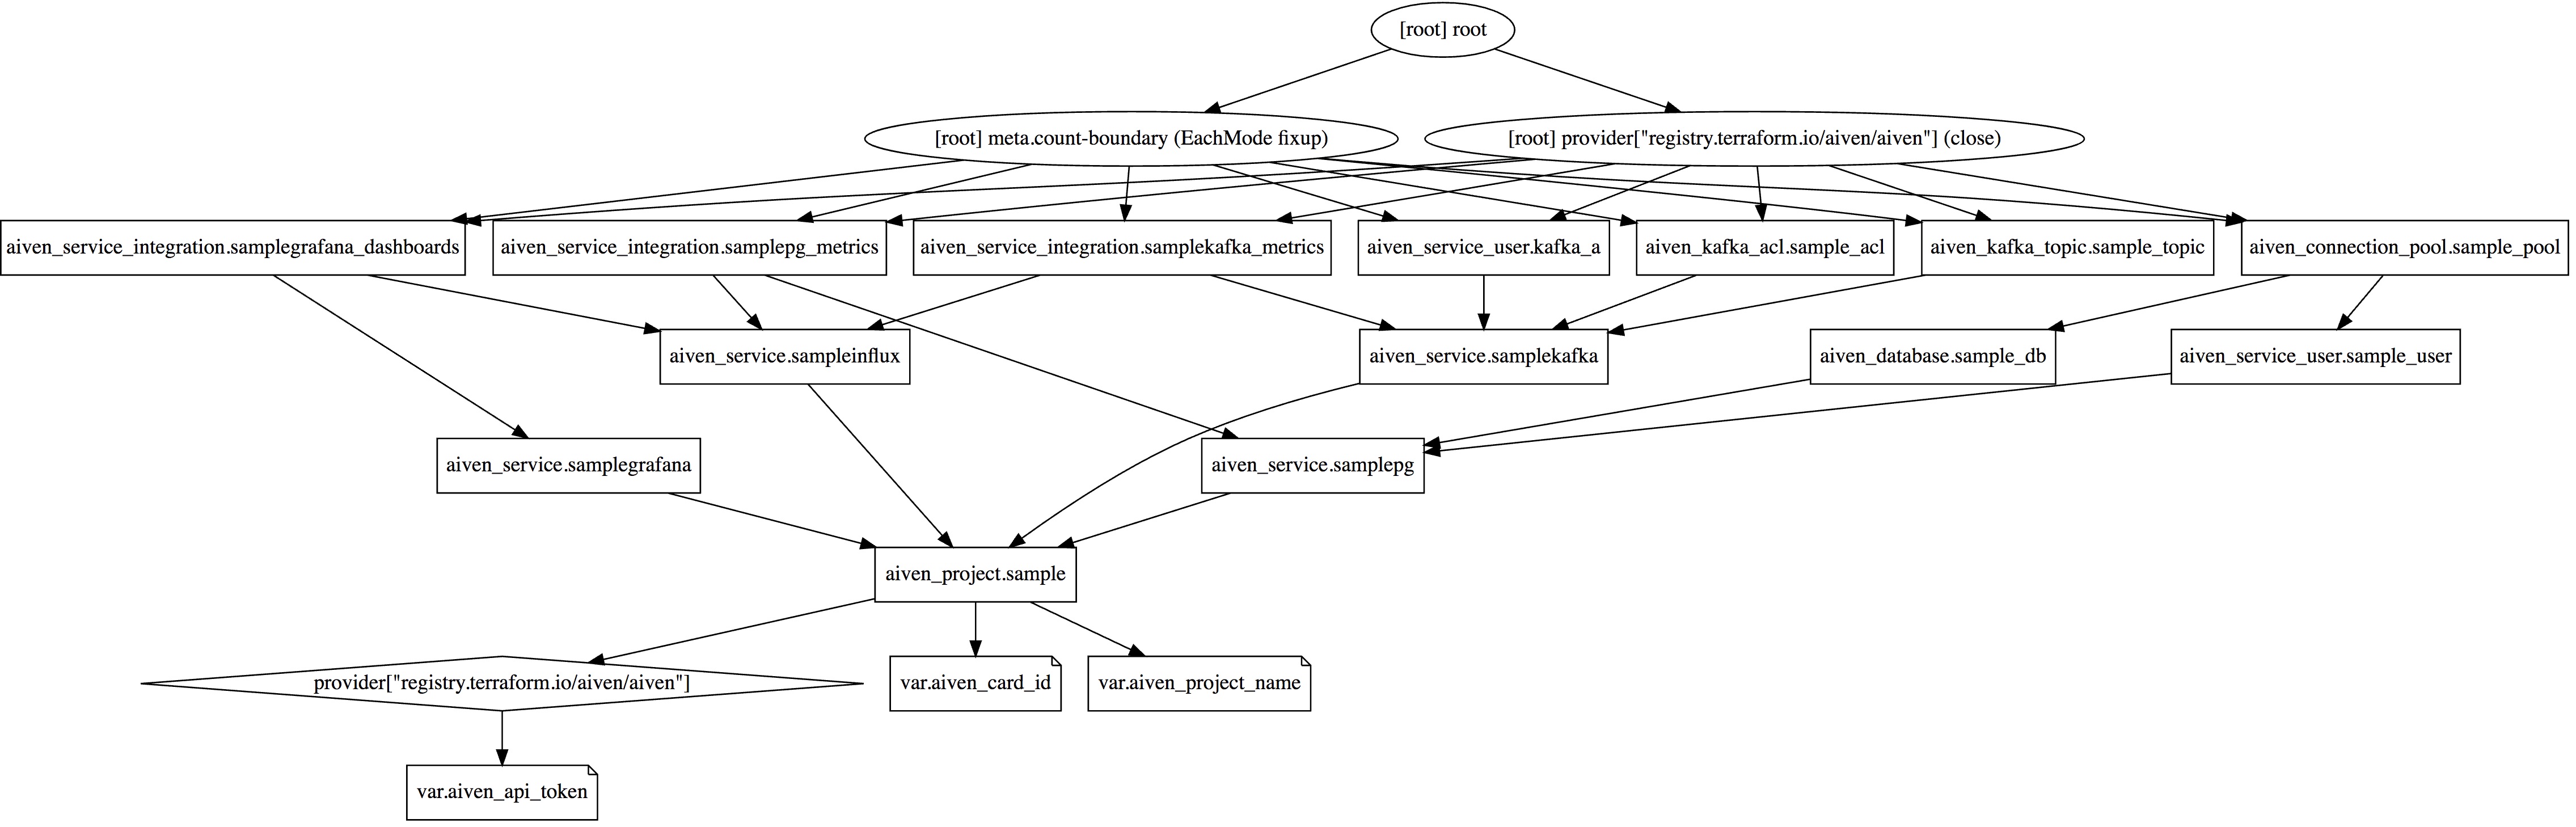 [root] root
[root] meta.count-boundary (EachMode fixup)
[root] provider["registry.terraform.io/aiven/aiven"] (close)
aiven_service_integration.samplegrafana_dashboards
aiven_service_integration.samplepg_metrics
aiven_service_integration.samplekafka_metrics
aiven_service_user.kafka_a
aiven_kafka_acl.sample_acl
aiven_kafka_topic.sample_topic
aiven_connection_pool.sample_pool
aiven_service.sampleinflux
aiven_service.samplekafka
aiven_database.sample_db
aiven_service_user.sample_user
aiven_service.samplegrafana
aiven_service.samplepg
aiven_project.sample
provider["registry.terraform.io/aiven/aiven"]
var.aiven_card_id
var.aiven_project_name
var.aiven_api_token